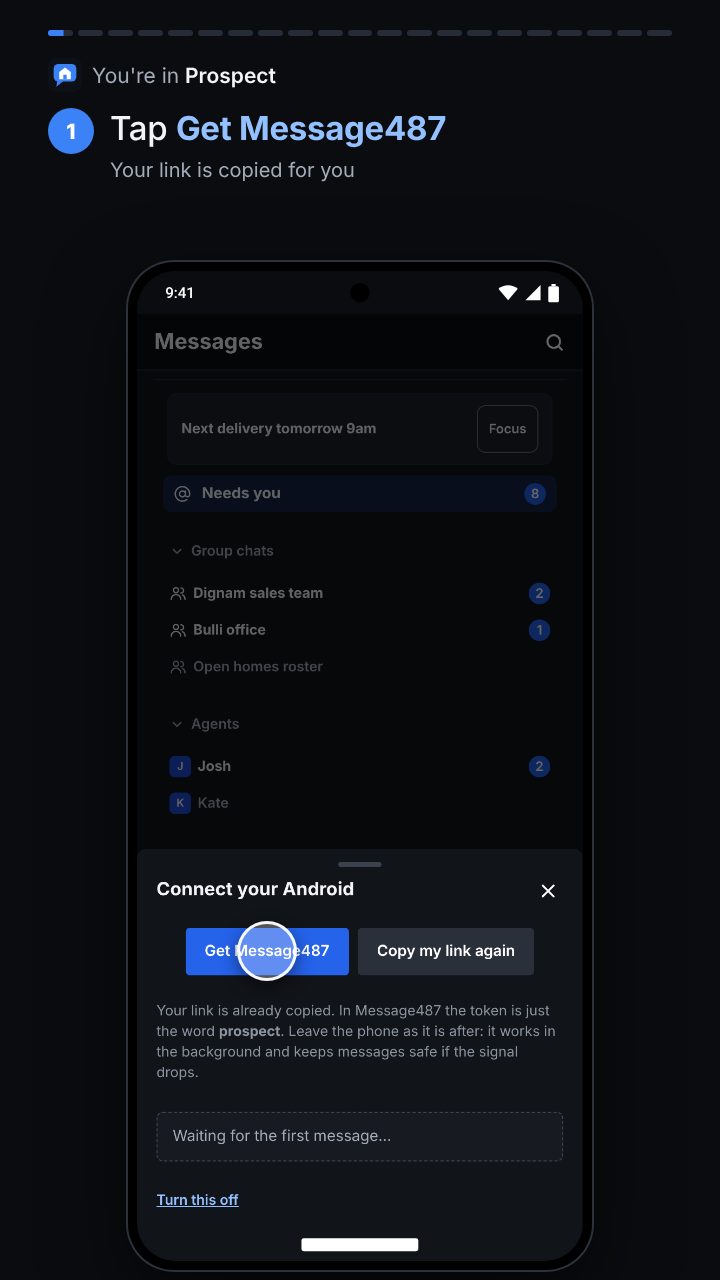 You're in Prospect
1
Tap Get Message487
Your link is copied for you
9:41
Messages
Next delivery tomorrow 9am
Focus
Needs you
8
Group chats
Dignam sales team
2
Bulli office
1
Open homes roster
Agents
J
Josh
2
K
Kate
Connect your Android
Get Message487
Copy my link again
Your link is already copied. In Message487 the token is just
the word prospect. Leave the phone as it is after: it works in
the background and keeps messages safe if the signal
drops.
Waiting for the first message...
Turn this off